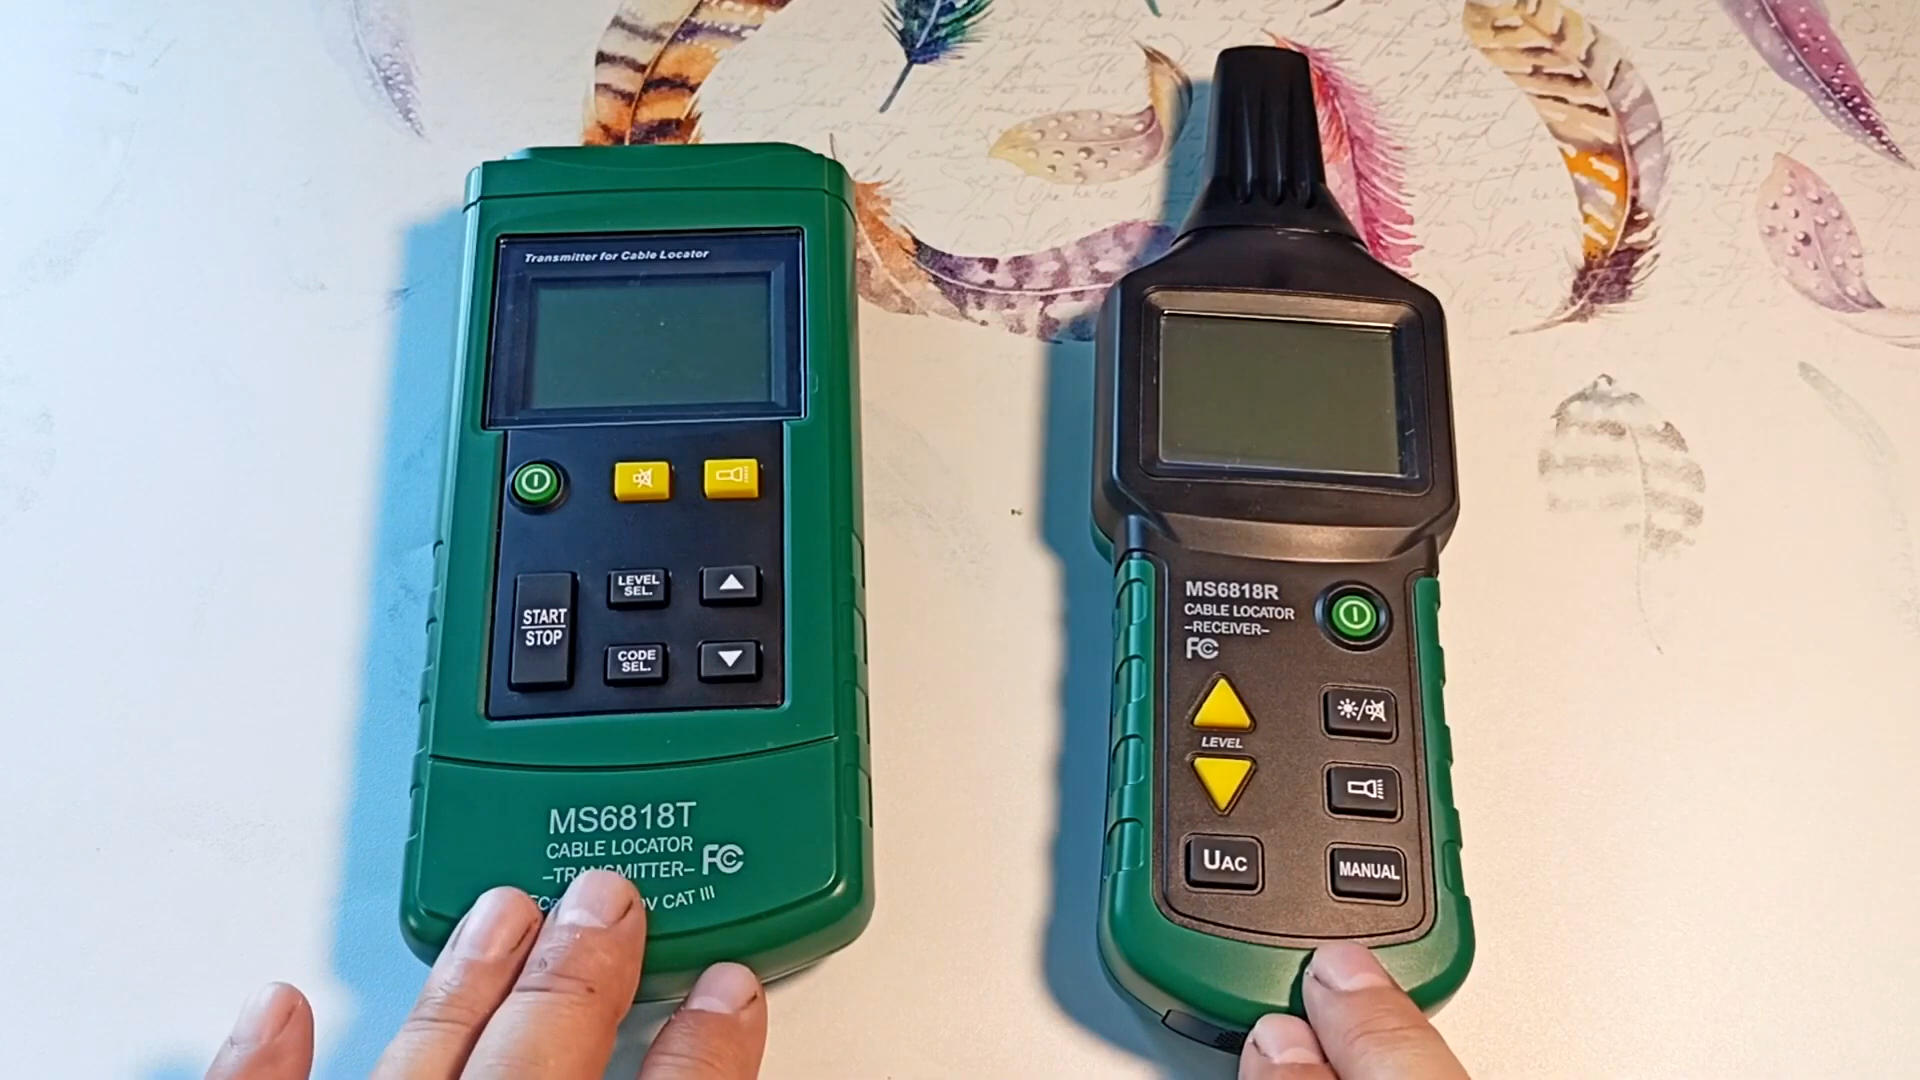 Transmitter for Cable Locator
START
STOP
LEVEL
SEL.
CODE
SEL.
MS6818T
CABLE LOCATOR
–TRANSMITTER–
FC
CAT III
MS6818R
CABLE LOCATOR
–RECEIVER–
FC
LEVEL
UAC
MANUAL